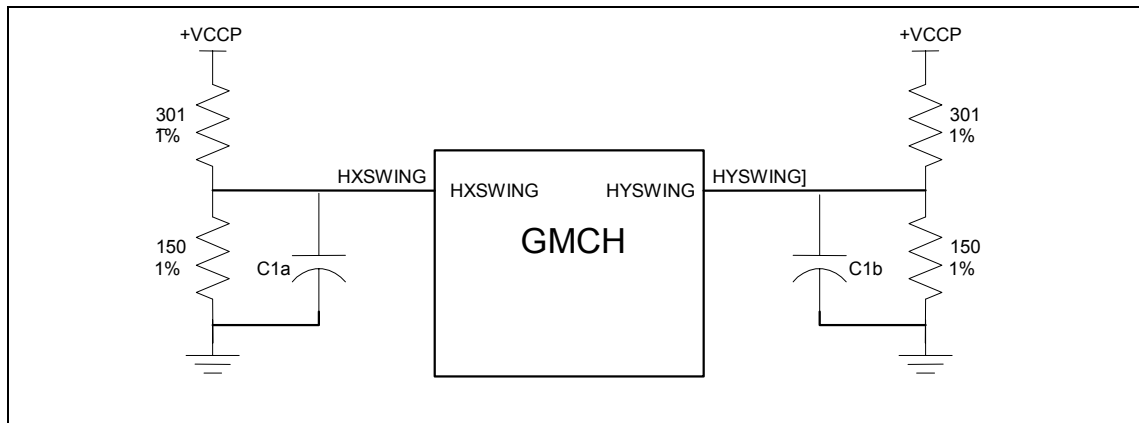 +VCCP
+VCCP
301
1%
301
1%
HXSWING
HXSWING
HYSWING
HYSWING]
GMCH
150
1%
C1a
C1b
150
1%